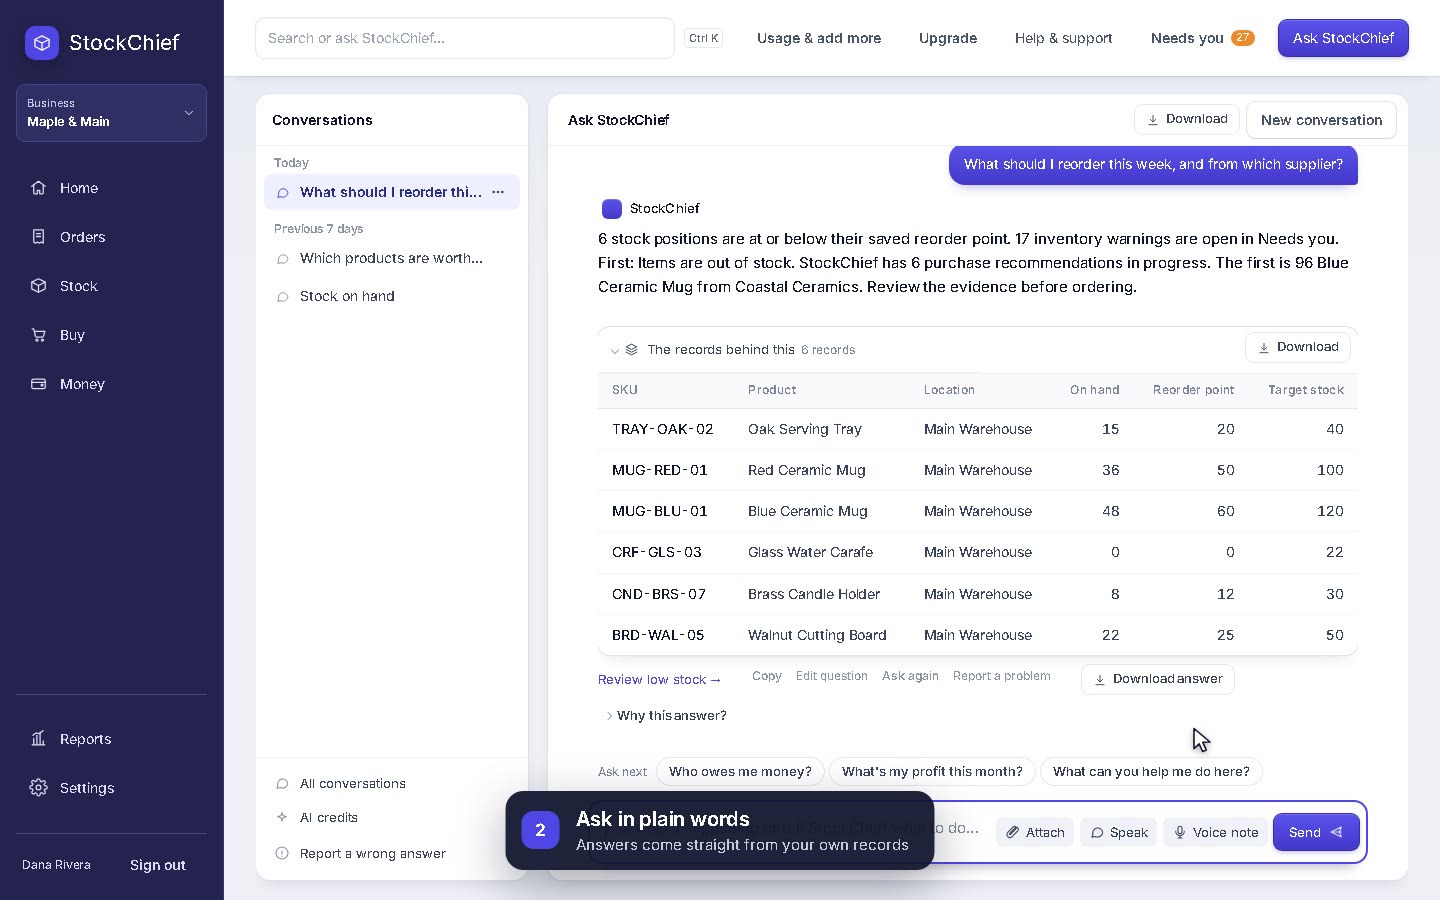 StockChief
Business
Maple & Main
Home
Orders
Stock
Buy
Money
Reports
Settings
Dana Rivera
Sign out
Search or ask StockChief...
Ctrl K
Usage & add more
Upgrade
Help & support
Needs you 27
Ask StockChief
Conversations
Today
What should I reorder thi...
Previous 7 days
Which products are worth...
Stock on hand
All conversations
AI credits
Report a wrong answer
Ask StockChief
Download
New conversation
What should I reorder this week, and from which supplier?
StockChief
6 stock positions are at or below their saved reorder point. 17 inventory warnings are open in Needs you.
First: Items are out of stock. StockChief has 6 purchase recommendations in progress. The first is 96 Blue
Ceramic Mug from Coastal Ceramics. Review the evidence before ordering.
The records behind this 6 records
Download
SKU Product Location On hand Reorder point Target stock
TRAY-OAK-02 Oak Serving Tray Main Warehouse 15 20 40
MUG-RED-01 Red Ceramic Mug Main Warehouse 36 50 100
MUG-BLU-01 Blue Ceramic Mug Main Warehouse 48 60 120
CRF-GLS-03 Glass Water Carafe Main Warehouse 0 0 22
CND-BRS-07 Brass Candle Holder Main Warehouse 8 12 30
BRD-WAL-05 Walnut Cutting Board Main Warehouse 22 25 50
Review low stock →
Copy
Edit question
Ask again
Report a problem
Download answer
Why this answer?
Ask next
Who owes me money?
What's my profit this month?
What can you help me do here?
or tell StockChief what to do...
Attach
Speak
Voice note
Send
2
Ask in plain words
Answers come straight from your own records